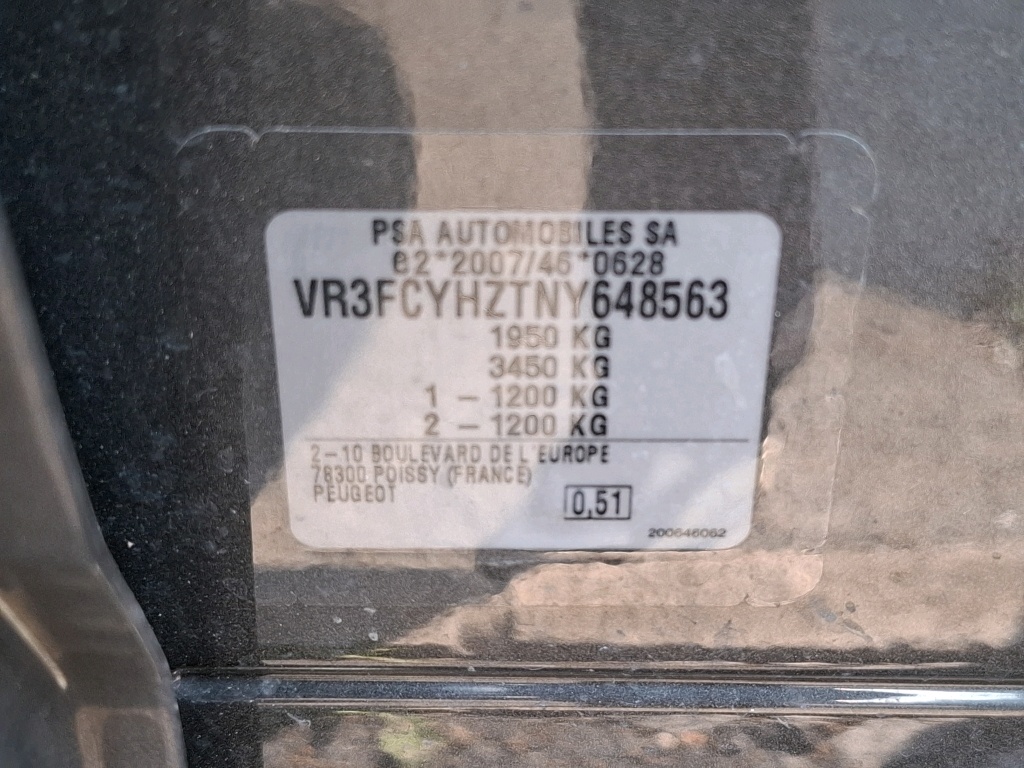 PSA AUTOMOBILES SA
e2*2007/46*0628
VR3FCYHZTNY648563
1950 KG
3450 KG
1 - 1200 KG
2 - 1200 KG
2-10 BOULEVARD DE L'EUROPE
78300 POISSY (FRANCE)
PEUGEOT
0,51
200646062